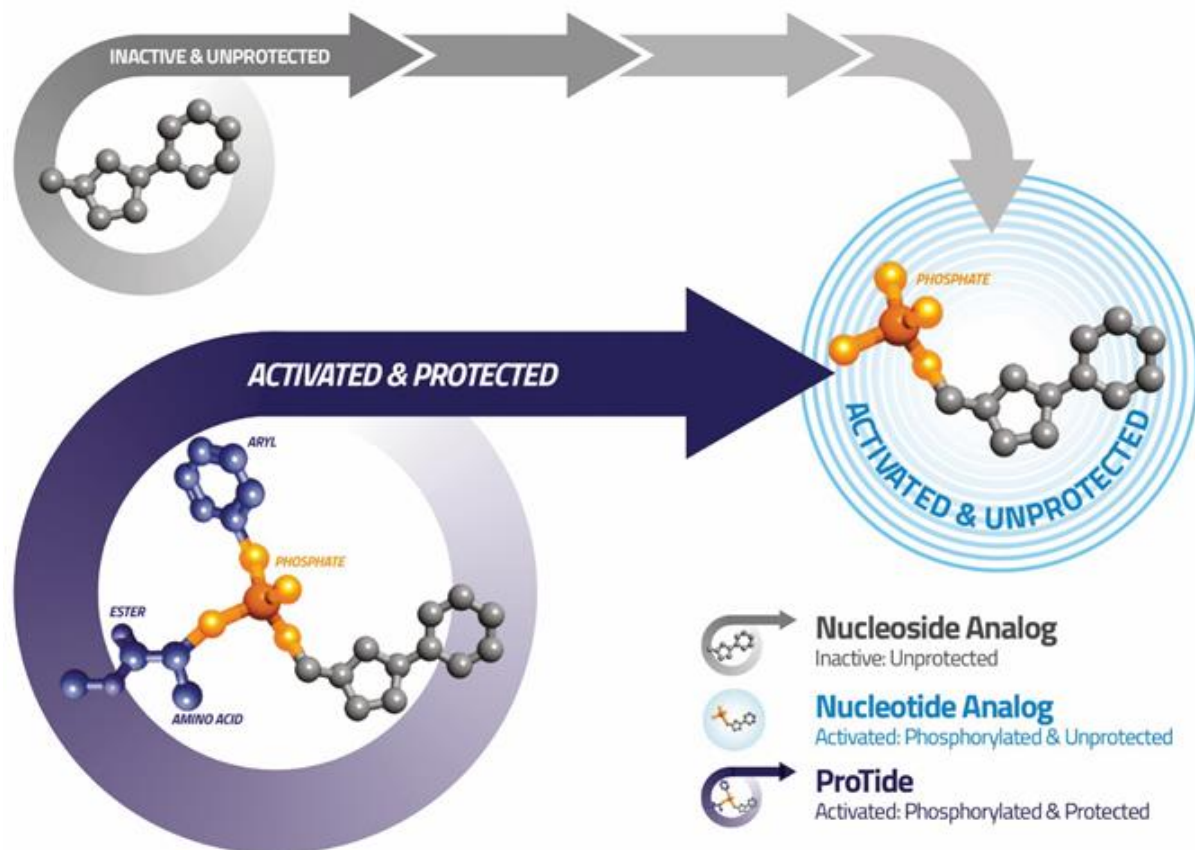 INACTIVE & UNPROTECTED
PHOSPHATE
ACTIVATED & UNPROTECTED
ACTIVATED & PROTECTED
ARYL
PHOSPHATE
ESTER
AMINO ACID
Nucleoside Analog
Inactive: Unprotected
Nucleotide Analog
Activated: Phosphorylated & Unprotected
ProTide
Activated: Phosphorylated & Protected